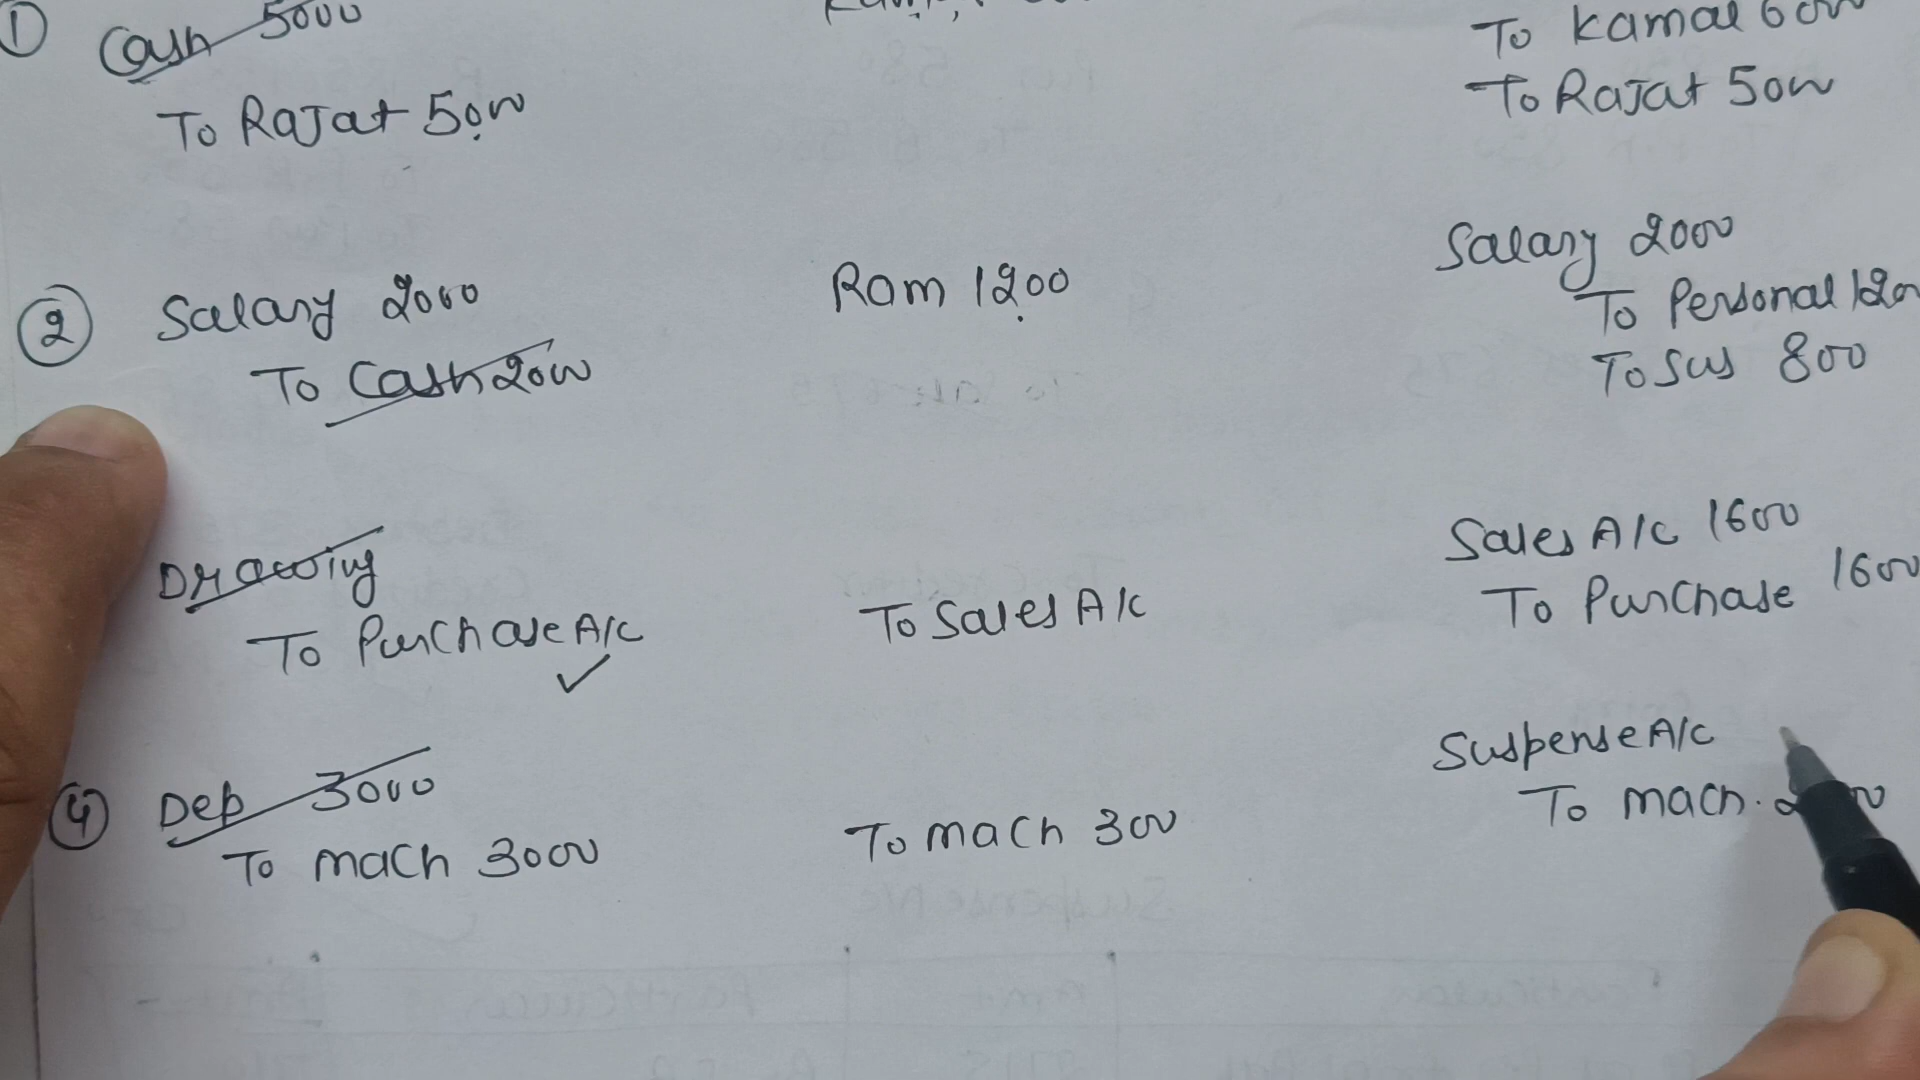 ① Cash 5000
To Rajat 5000
To Kamal 6000
To Rajat 5000
② Salary 2000
To Cash 2000
Ram 1200
Salary 2000
To Personal 1200
To Sus 800
Drawing
To Purchase A/c ✓
To Sales A/c
Sales A/c 1600
To Purchase 1600
④ Dep 3000
To mach 3000
To mach 300
Suspense A/c
To mach.